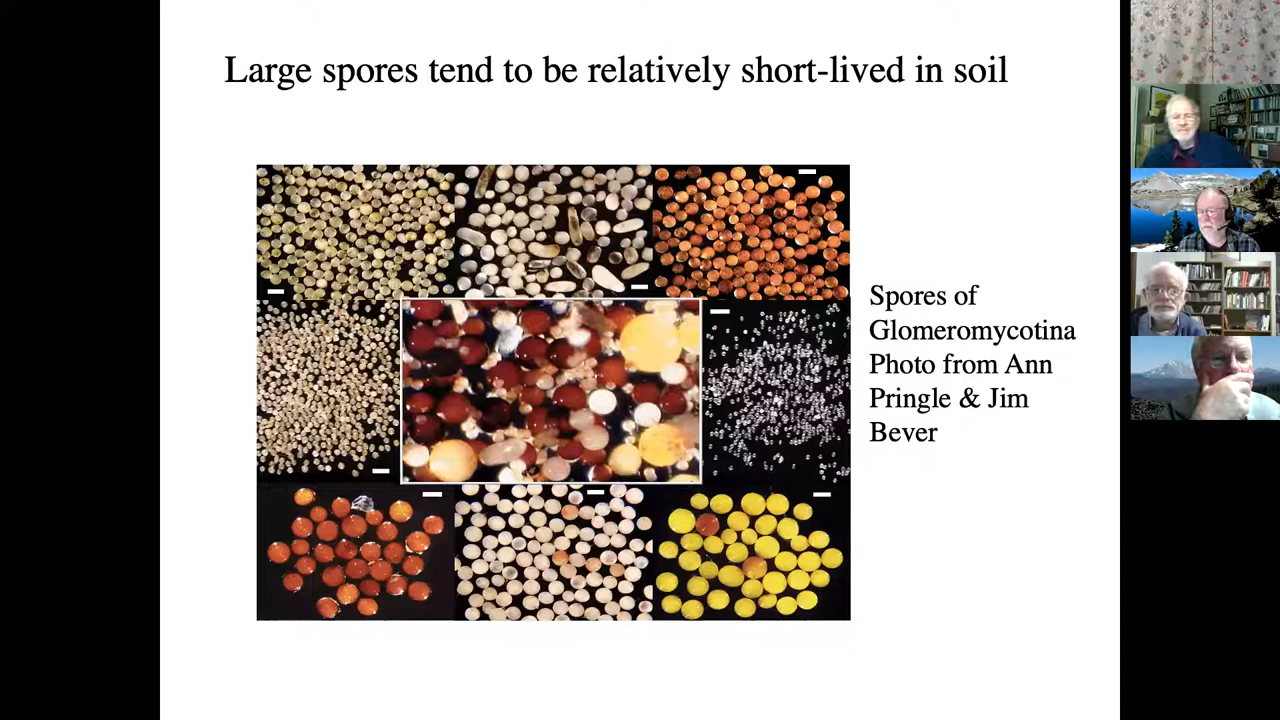 Large spores tend to be relatively short-lived in soil
Spores of
Glomeromycotina
Photo from Ann
Pringle & Jim
Bever